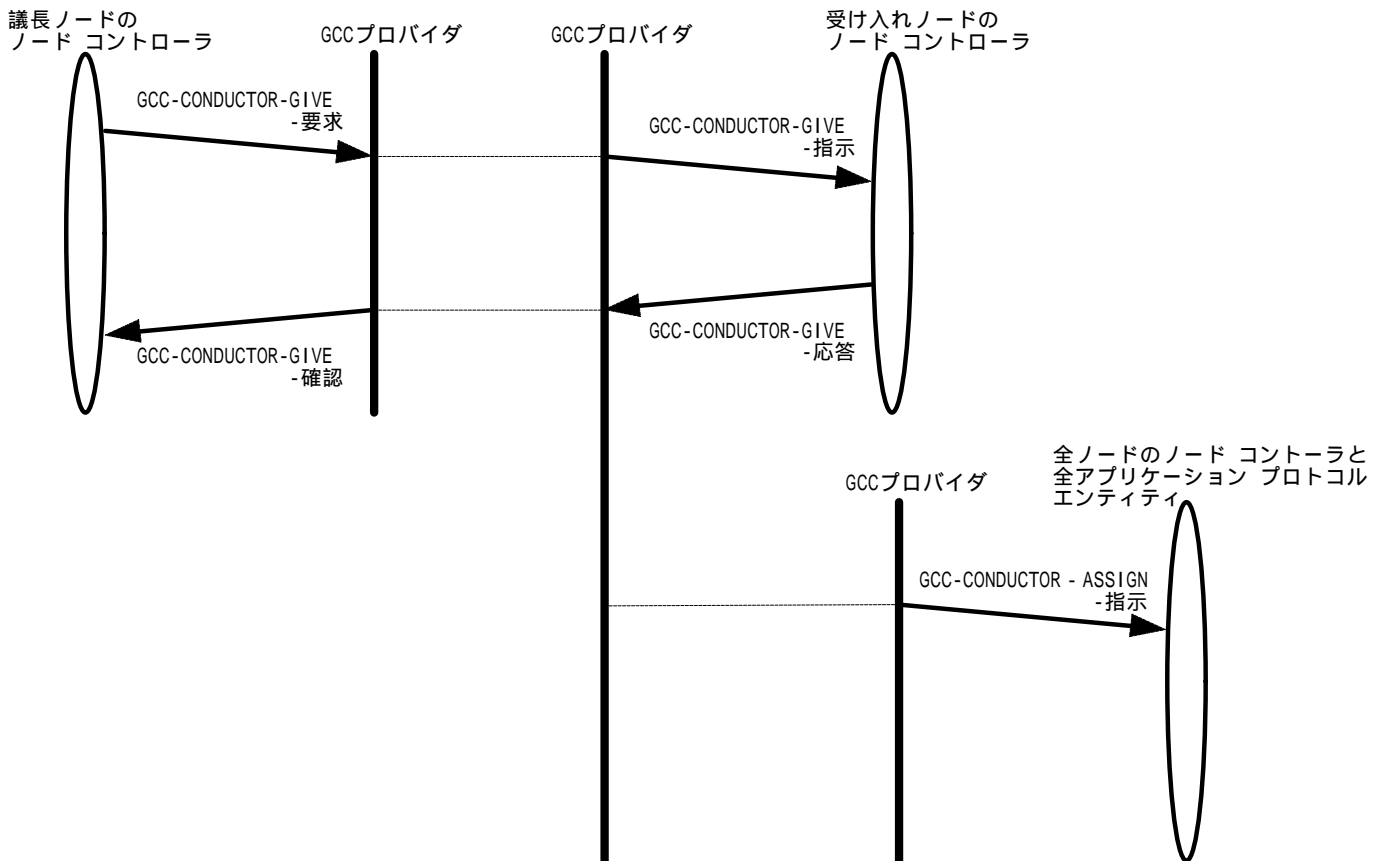 議長ノードの
ノード コントローラ
GCCプロバイダ
GCCプロバイダ
受け入れノードの
ノード コントローラ
GCC-CONDUCTOR-GIVE
-要求
GCC-CONDUCTOR-GIVE
-指示
GCC-CONDUCTOR-GIVE
-応答
GCC-CONDUCTOR-GIVE
-確認
GCCプロバイダ
全ノードのノード コントーラと
全アプリケーション プロトコル
エンティティ
GCC-CONDUCTOR - ASSIGN
-指示